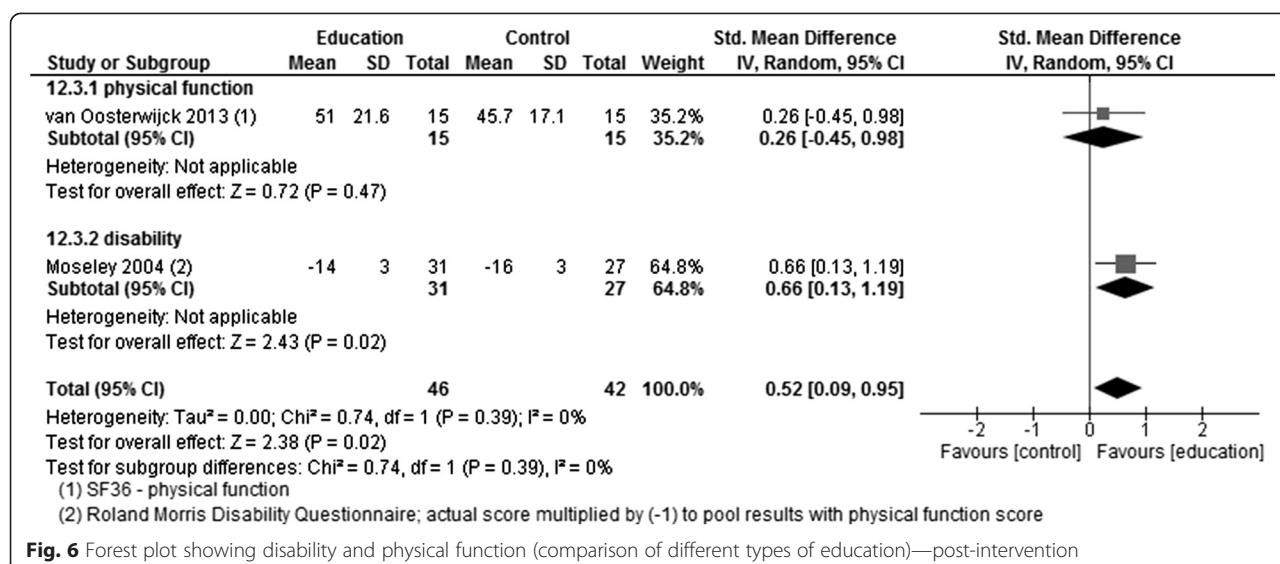 Education Control Std. Mean Difference Std. Mean Difference
Study or Subgroup Mean SD Total Mean SD Total Weight IV, Random, 95% CI IV, Random, 95% CI
12.3.1 physical function
van Oosterwijck 2013 (1) 51 21.6 15 45.7 17.1 15 35.2% 0.26 [-0.45, 0.98]
Subtotal (95% CI) 15 15 35.2% 0.26 [-0.45, 0.98]
Heterogeneity: Not applicable
Test for overall effect: Z = 0.72 (P = 0.47)
12.3.2 disability
Moseley 2004 (2) -14 3 31 -16 3 27 64.8% 0.66 [0.13, 1.19]
Subtotal (95% CI) 31 27 64.8% 0.66 [0.13, 1.19]
Heterogeneity: Not applicable
Test for overall effect: Z = 2.43 (P = 0.02)
Total (95% CI) 46 42 100.0% 0.52 [0.09, 0.95]
Heterogeneity: Tau² = 0.00; Chi² = 0.74, df = 1 (P = 0.39); I² = 0%
Test for overall effect: Z = 2.38 (P = 0.02)
Test for subgroup differences: Chi² = 0.74, df = 1 (P = 0.39), I² = 0%
-2 -1 0 1 2
Favours [control] Favours [education]
(1) SF36 - physical function
(2) Roland Morris Disability Questionnaire; actual score multiplied by (-1) to pool results with physical function score
Fig. 6 Forest plot showing disability and physical function (comparison of different types of education)—post-intervention